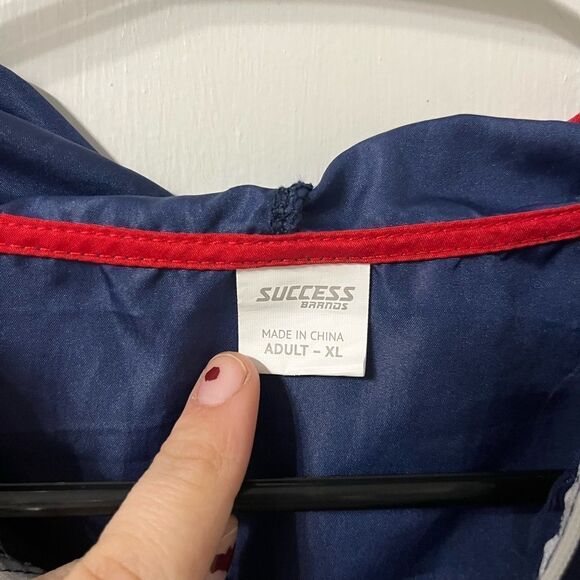 SUCCESS
BRANDS
MADE IN CHINA
ADULT – XL